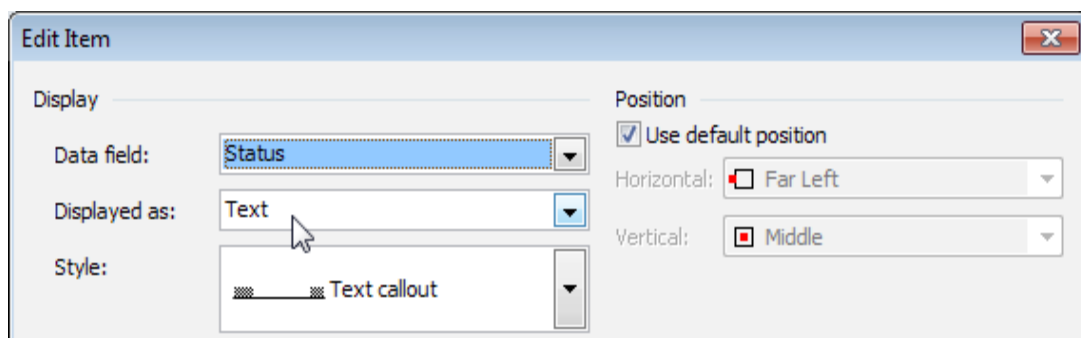 Edit Item
Display
Data field: Status
Displayed as: Text
Style: Text callout
Position
Use default position
Horizontal: Far Left
Vertical: Middle